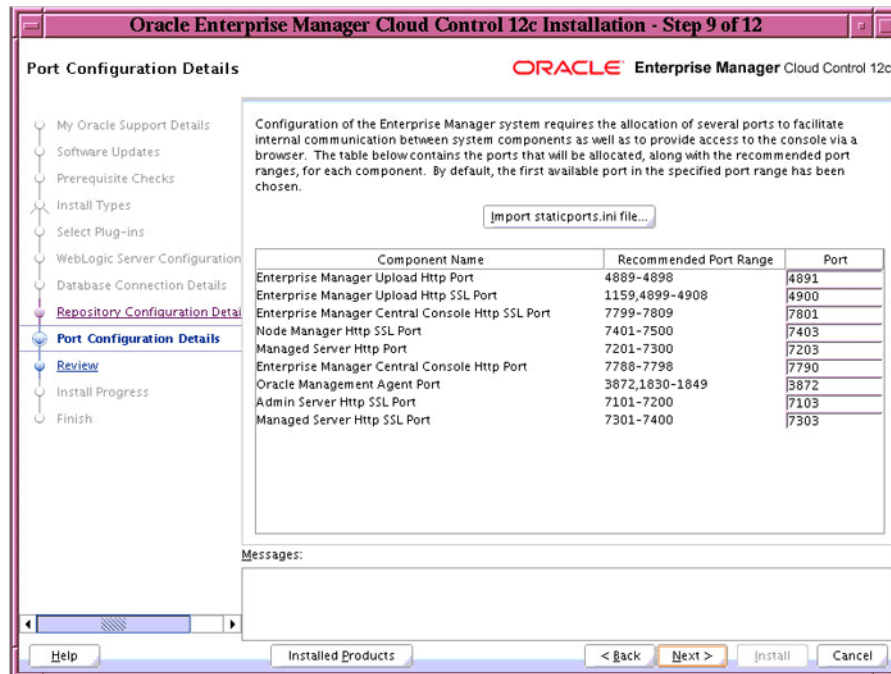 Oracle Enterprise Manager Cloud Control 12c Installation - Step 9 of 12
Port Configuration Details
ORACLE Enterprise Manager Cloud Control 12c
My Oracle Support Details
Software Updates
Prerequisite Checks
Install Types
Select Plug-ins
WebLogic Server Configuration
Database Connection Details
Repository Configuration Detai
Port Configuration Details
Review
Install Progress
Finish
Configuration of the Enterprise Manager system requires the allocation of several ports to facilitate
internal communication between system components as well as to provide access to the console via a
browser. The table below contains the ports that will be allocated, along with the recommended port
ranges, for each component. By default, the first available port in the specified port range has been
chosen.
Import staticports.ini file...
Component Name Recommended Port Range Port
Enterprise Manager Upload Http Port 4889-4898 4891
Enterprise Manager Upload Http SSL Port 1159,4899-4908 4900
Enterprise Manager Central Console Http SSL Port 7799-7809 7801
Node Manager Http SSL Port 7401-7500 7403
Managed Server Http Port 7201-7300 7203
Enterprise Manager Central Console Http Port 7788-7798 7790
Oracle Management Agent Port 3872,1830-1849 3872
Admin Server Http SSL Port 7101-7200 7103
Managed Server Http SSL Port 7301-7400 7303
Messages:
Help Installed Products < Back Next > Install Cancel